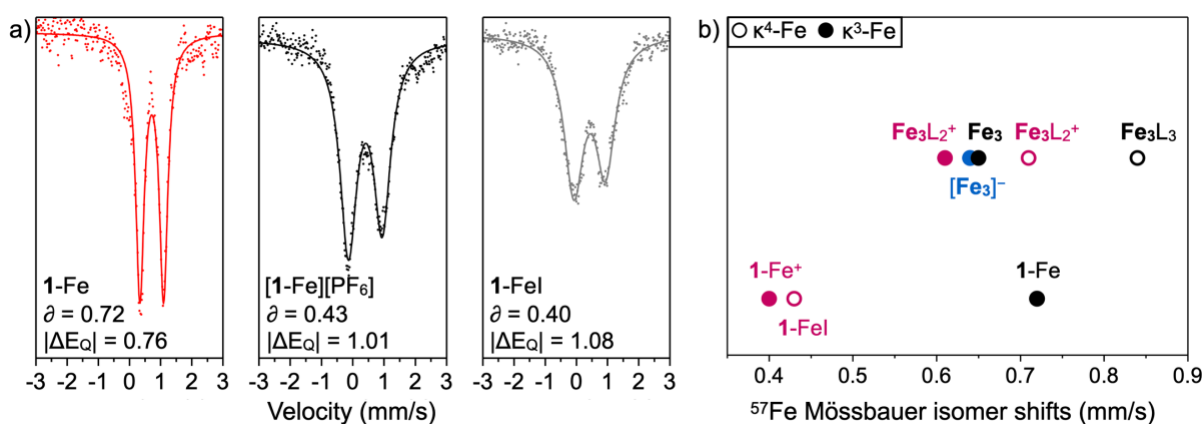 a)
1-Fe
∂ = 0.72
|ΔE_Q| = 0.76
-3 -2 -1 0 1 2 3
[1-Fe][PF₆]
∂ = 0.43
|ΔE_Q| = 1.01
-3 -2 -1 0 1 2 3
1-FeI
∂ = 0.40
|ΔE_Q| = 1.08
-3 -2 -1 0 1 2 3
Velocity (mm/s)
b)
κ⁴-Fe κ³-Fe
Fe₃L₂⁺ Fe₃ Fe₃L₂⁺ Fe₃L₃
[Fe₃]⁻
1-Fe⁺ 1-Fe
1-FeI
0.4 0.5 0.6 0.7 0.8 0.9
⁵⁷Fe Mössbauer isomer shifts (mm/s)